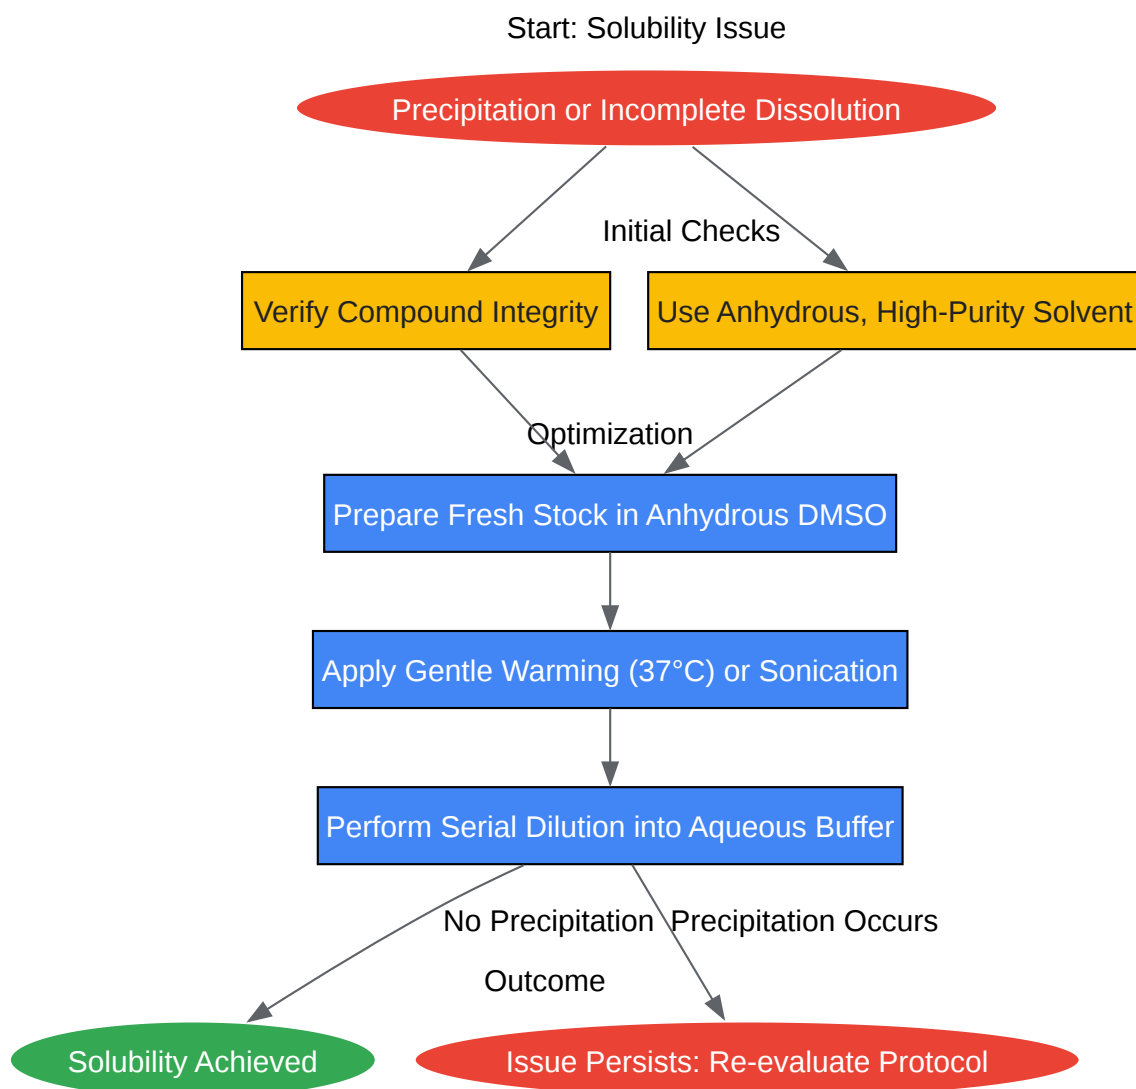 Start: Solubility Issue
Precipitation or Incomplete Dissolution
Initial Checks
Verify Compound Integrity
Use Anhydrous, High-Purity Solvent
Optimization
Prepare Fresh Stock in Anhydrous DMSO
Apply Gentle Warming (37°C) or Sonication
Perform Serial Dilution into Aqueous Buffer
No Precipitation
Precipitation Occurs
Outcome
Solubility Achieved
Issue Persists: Re-evaluate Protocol